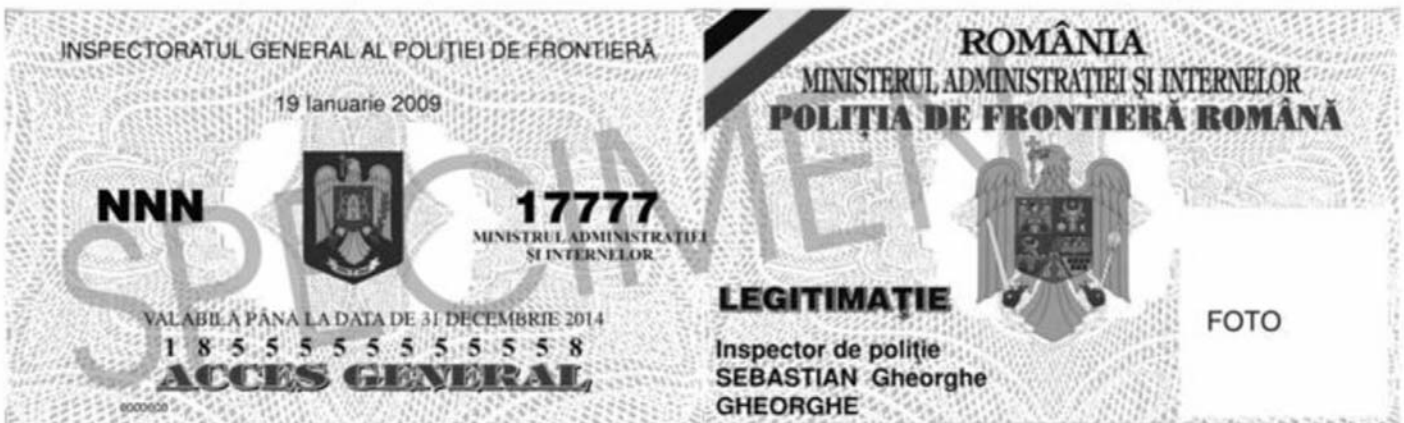 INSPECTORATUL GENERAL AL POLIȚIEI DE FRONTIERĂ
19 Ianuarie 2009
NNN
17777
MINISTRUL ADMINISTRAȚIEI
ȘI INTERNELOR
VALABILĂ PÂNĂ LA DATA DE 31 DECEMBRIE 2014
1 8 5 5 5 5 5 5 5 5 5 5 8
ACCES GENERAL
0000000
SPECIMEN
ROMÂNIA
MINISTERUL ADMINISTRAȚIEI ȘI INTERNELOR
POLIȚIA DE FRONTIERĂ ROMÂNĂ
LEGITIMAȚIE
FOTO
Inspector de poliție
SEBASTIAN Gheorghe
GHEORGHE